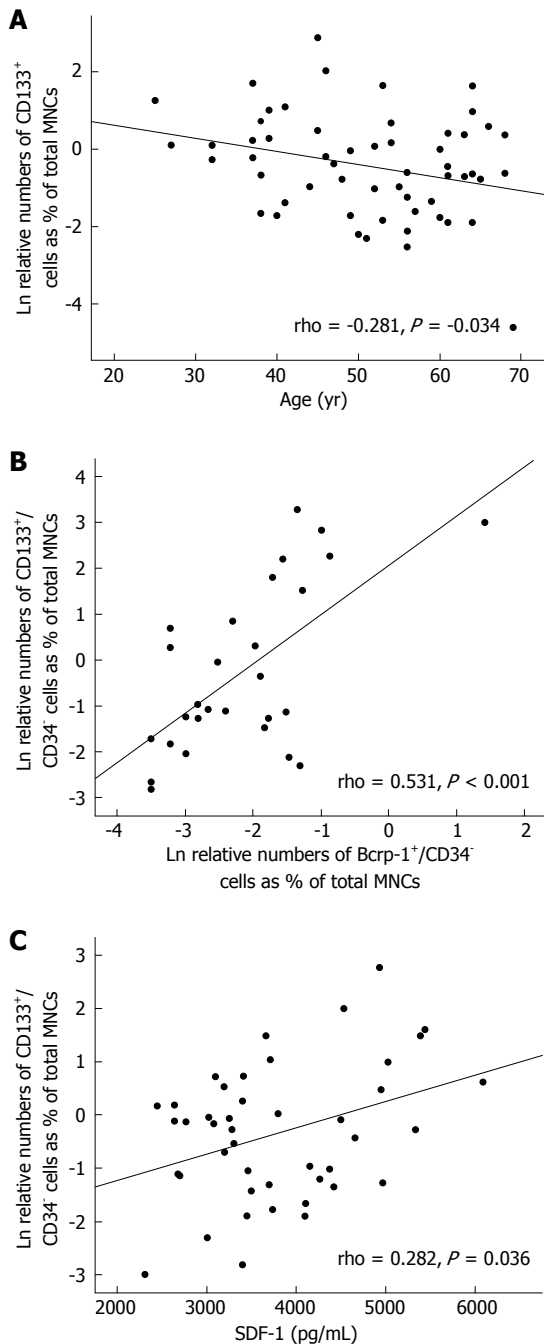 A
Ln relative numbers of CD133⁺
cells as % of total MNCs
2
0
-2
-4
rho = -0.281, P = -0.034
20 30 40 50 60 70
Age (yr)
B
Ln relative numbers of CD133⁺/
CD34⁻ cells as % of total MNCs
4
3
2
1
0
-1
-2
-3
rho = 0.531, P < 0.001
-4 -3 -2 -1 0 1 2
Ln relative numbers of Bcrp-1⁺/CD34⁻
cells as % of total MNCs
C
Ln relative numbers of CD133⁺/
CD34⁻ cells as % of total MNCs
3
2
1
0
-1
-2
-3
rho = 0.282, P = 0.036
2000 3000 4000 5000 6000
SDF-1 (pg/mL)